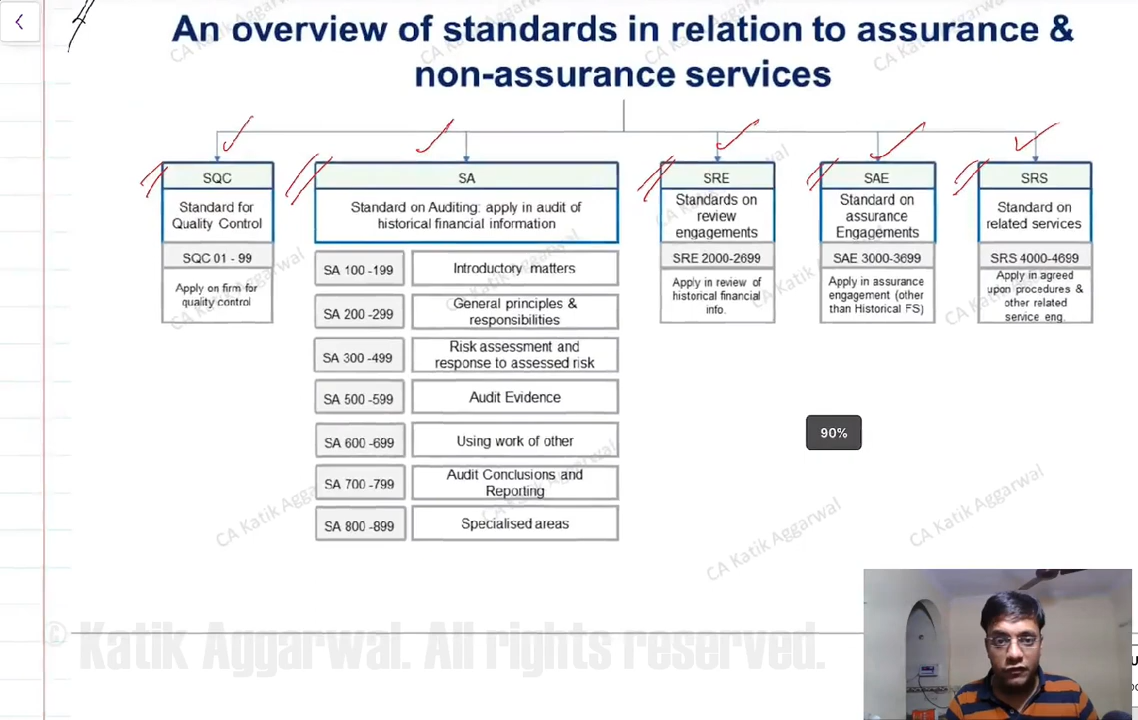 An overview of standards in relation to assurance &
non-assurance services
SQC
Standard for
Quality Control
SQC 01 - 99
Apply on firm for
quality control
SA
Standard on Auditing: apply in audit of
historical financial information
SA 100 -199
Introductory matters
SA 200 -299
General principles &
responsibilities
SA 300 -499
Risk assessment and
response to assessed risk
SA 500 -599
Audit Evidence
SA 600 -699
Using work of other
SA 700 -799
Audit Conclusions and
Reporting
SA 800 -899
Specialised areas
SRE
Standards on
review
engagements
SRE 2000-2699
Apply in review of
historical financial
info.
SAE
Standard on
assurance
Engagements
SAE 3000-3699
Apply in assurance
engagement (other
than Historical FS)
SRS
Standard on
related services
SRS 4000-4699
Apply in agreed
upon procedures &
other related
service eng.
90%
CA Katik Aggarwal
CA Katik Aggarwal
CA Katik Aggarwal
© Katik Aggarwal. All rights reserved.